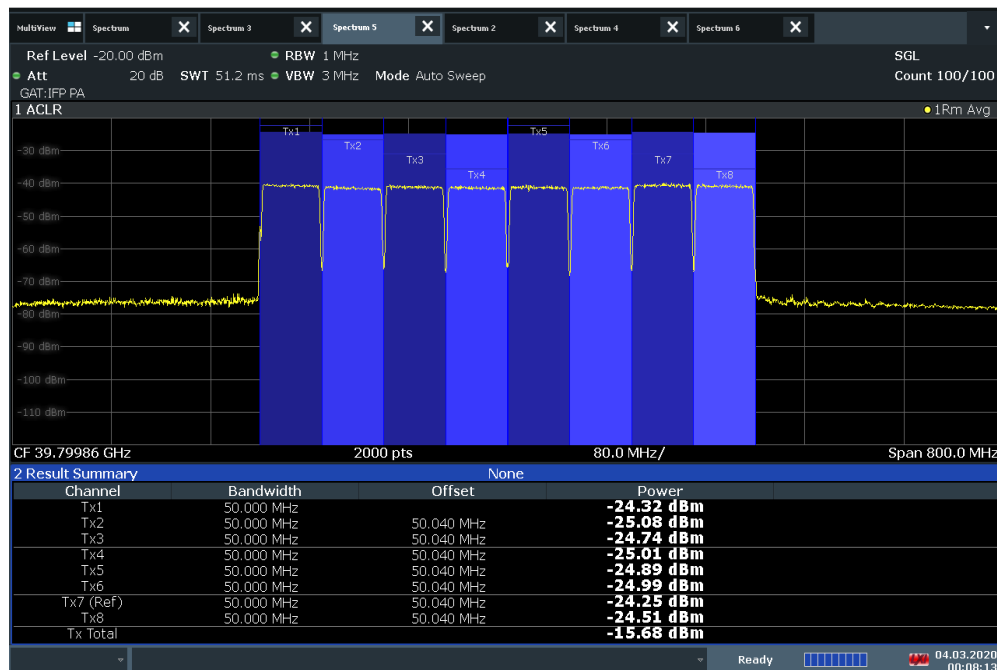 MultiView Spectrum Spectrum 3 Spectrum 5 Spectrum 2 Spectrum 4 Spectrum 6
Ref Level -20.00 dBm RBW 1 MHz SGL
Att 20 dB SWT 51.2 ms VBW 3 MHz Mode Auto Sweep Count 100/100
GAT:IFP PA
1 ACLR 1Rm Avg
Tx1 Tx5
Tx2 Tx6
-30 dBm
Tx3 Tx7
Tx4 Tx8
-40 dBm
-50 dBm
-60 dBm
-70 dBm
-80 dBm
-90 dBm
-100 dBm
-110 dBm
CF 39.79986 GHz 2000 pts 80.0 MHz/ Span 800.0 MHz
2 Result Summary None
Channel Bandwidth Offset Power
Tx1 50.000 MHz -24.32 dBm
Tx2 50.000 MHz 50.040 MHz -25.08 dBm
Tx3 50.000 MHz 50.040 MHz -24.74 dBm
Tx4 50.000 MHz 50.040 MHz -25.01 dBm
Tx5 50.000 MHz 50.040 MHz -24.89 dBm
Tx6 50.000 MHz 50.040 MHz -24.99 dBm
Tx7 (Ref) 50.000 MHz 50.040 MHz -24.25 dBm
Tx8 50.000 MHz 50.040 MHz -24.51 dBm
Tx Total -15.68 dBm
Ready 04.03.2020
00:08:13